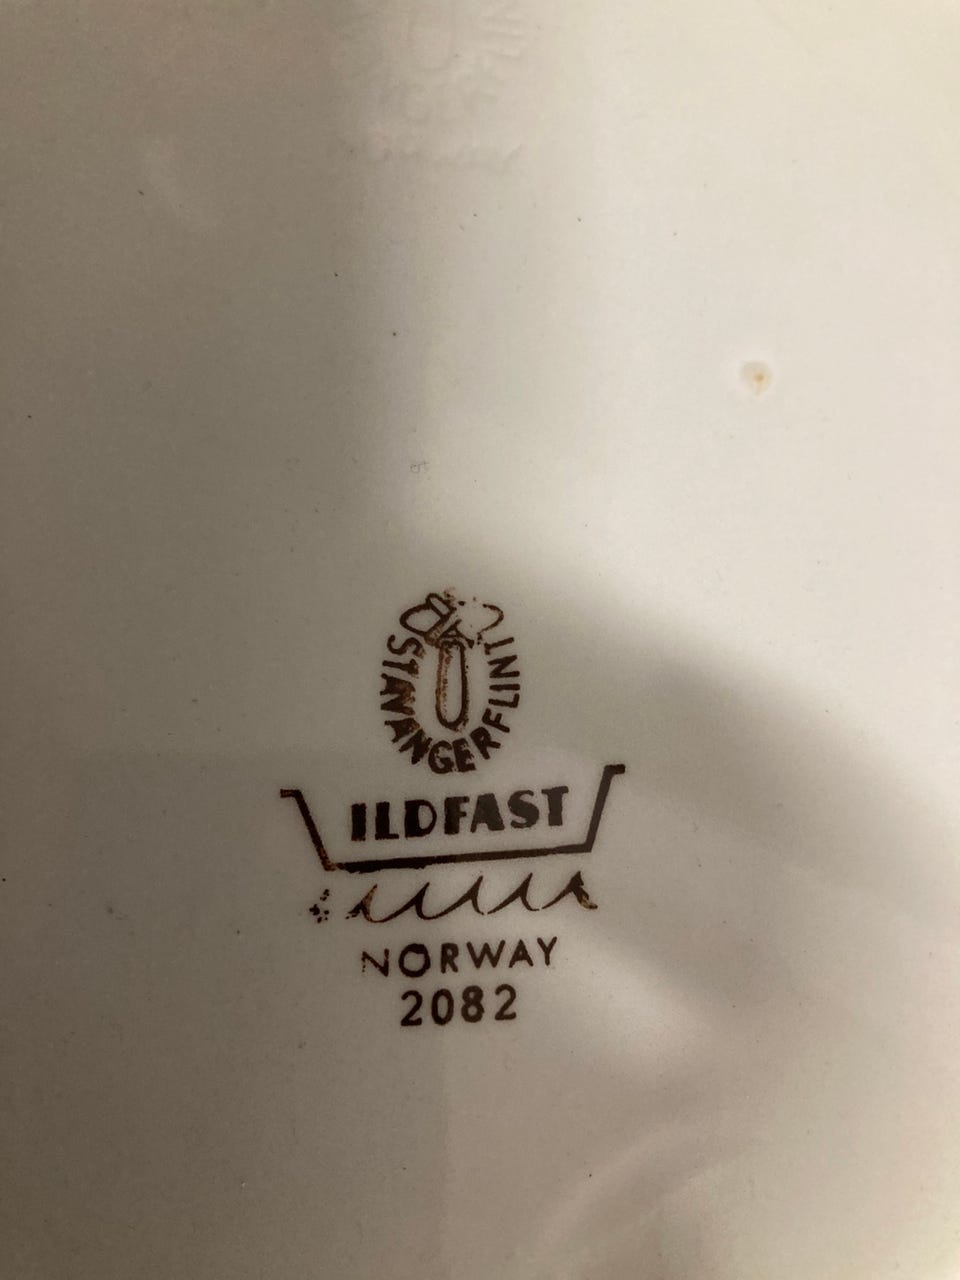 STAVANGERFLINT
ILDFAST
NORWAY
2082